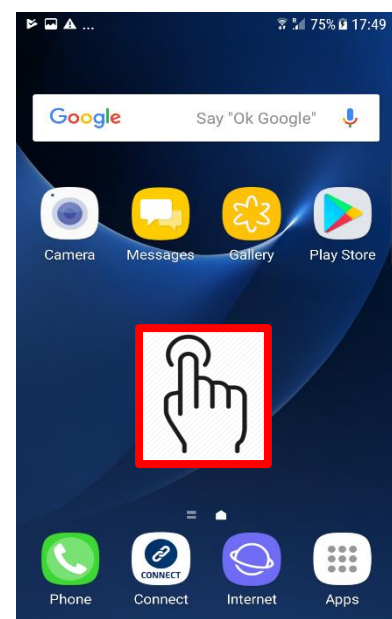 ... 75% 17:49
Google Say "Ok Google"
Camera Messages Gallery Play Store
CONNECT
Phone Connect Internet Apps